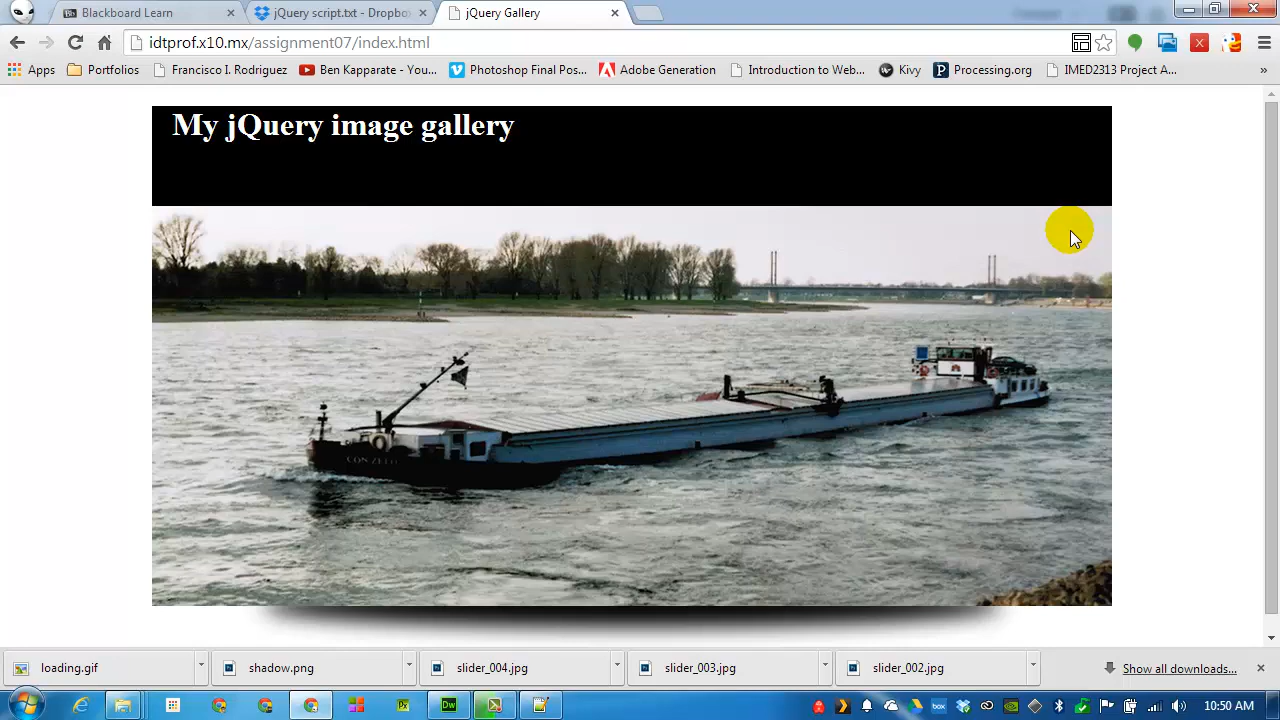 Blackboard Learn
jQuery script.txt - Dropbo
jQuery Gallery
idtprof.x10.mx/assignment07/index.html
Apps
Portfolios
Francisco I. Rodriguez
Ben Kapparate - You...
Photoshop Final Pos...
Adobe Generation
Introduction to Web...
Kivy
Processing.org
IMED2313 Project A...
»
My jQuery image gallery
loading.gif
shadow.png
slider_004.jpg
slider_003.jpg
slider_002.jpg
Show all downloads...
10:50 AM